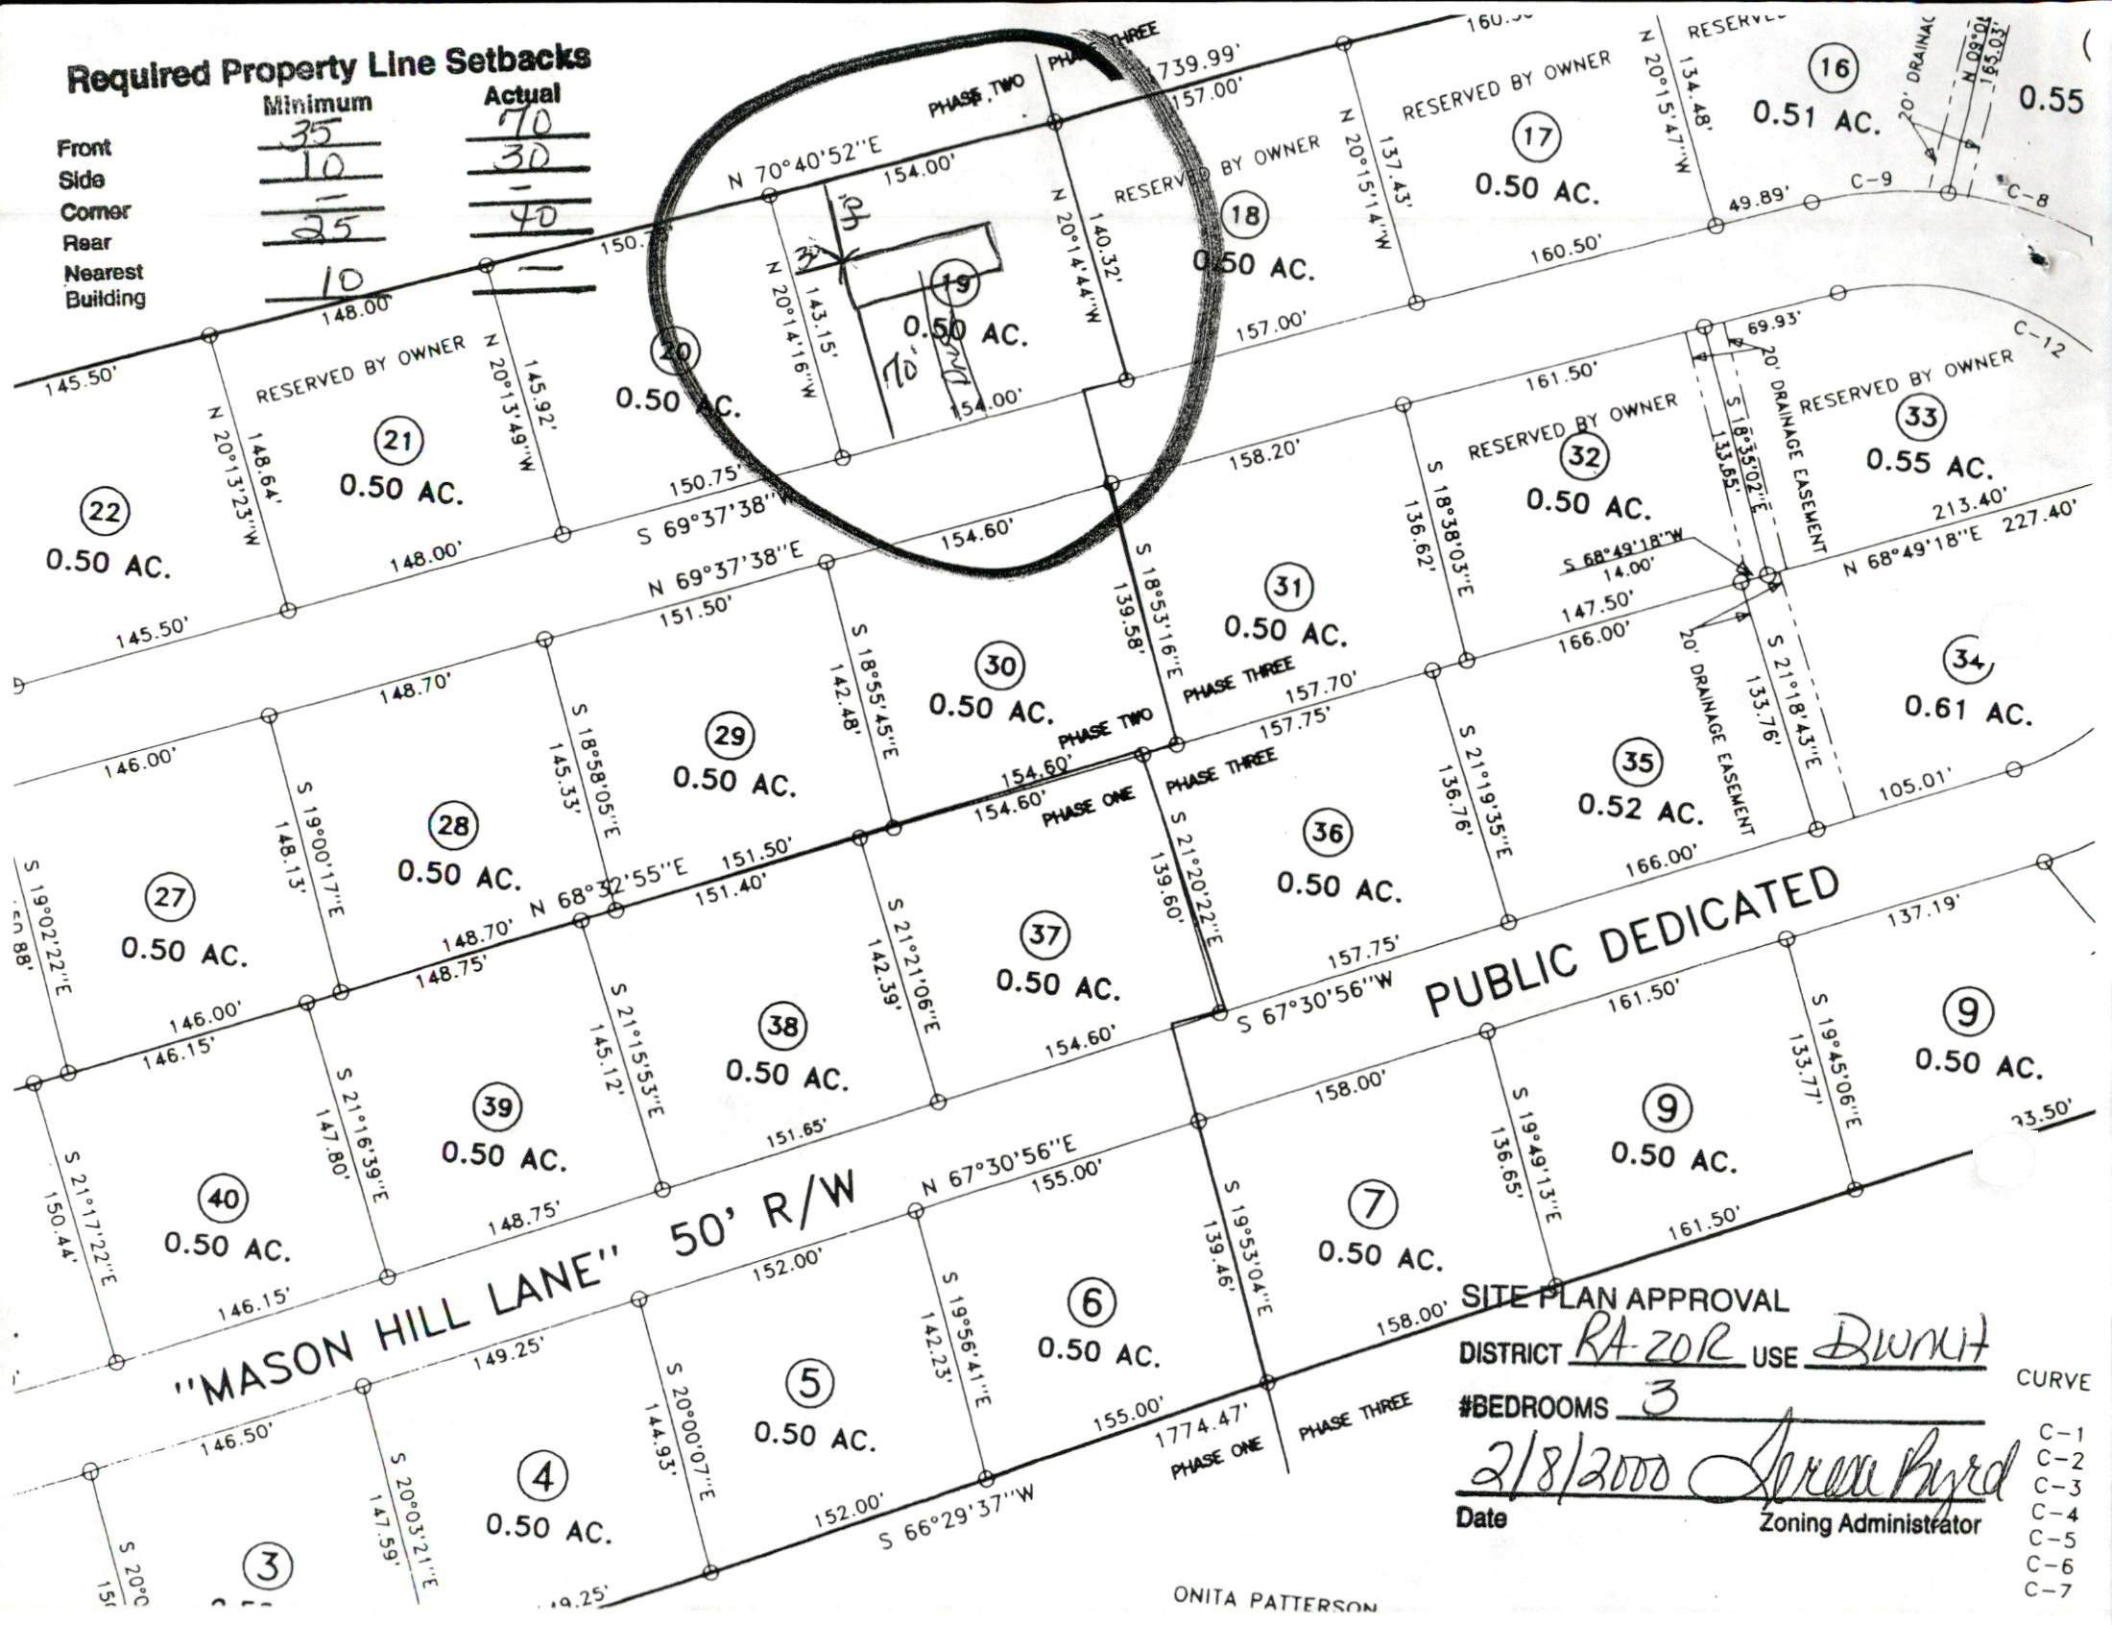 Required Property Line Setbacks
Minimum Actual
Front 35 70
Side 10 30
Corner - -
Rear 25 40
Nearest Building 10 -
PHASE THREE
PHASE TWO
739.99'
157.00'
160.50'
N 70°40'52"E
154.00'
150.75'
148.00'
145.50'
N 20°14'16"W
143.15'
N 20°14'44"W
140.32'
40
30
70'
19
0.50 AC.
154.00'
RESERVED BY OWNER
18
0.50 AC.
157.00'
N 20°15'14"W
137.43'
RESERVED BY OWNER
17
0.50 AC.
160.50'
N 20°15'47"W
134.48'
16
0.51 AC.
49.89'
C-9
C-8
165.03'
0.55
20
0.50 AC.
150.75'
N 20°13'49"W
145.92'
RESERVED BY OWNER
21
0.50 AC.
148.00'
N 20°13'23"W
148.64'
22
0.50 AC.
145.50'
S 69°37'38"W
N 69°37'38"E
154.60'
158.20'
161.50'
69.93'
C-12
20' DRAINAGE EASEMENT
RESERVED BY OWNER
33
0.55 AC.
213.40'
N 68°49'18"E 227.40'
S 18°35'02"E
133.65'
RESERVED BY OWNER
32
0.50 AC.
S 68°49'18"W
14.00'
147.50'
166.00'
S 18°38'03"E
136.62'
31
0.50 AC.
PHASE THREE
157.70'
157.75'
S 18°53'16"E
139.58'
30
0.50 AC.
PHASE TWO
154.60'
154.60'
PHASE ONE
PHASE THREE
151.50'
S 18°55'45"E
142.48'
29
0.50 AC.
151.50'
151.40'
148.70'
S 18°58'05"E
145.33'
28
0.50 AC.
N 68°32'55"E
148.70'
148.75'
146.00'
S 19°00'17"E
148.13'
27
0.50 AC.
146.00'
146.15'
S 19°02'22"E
34
0.61 AC.
S 21°18'43"E
133.76'
20' DRAINAGE EASEMENT
105.01'
35
0.52 AC.
166.00'
S 21°19'35"E
136.76'
36
0.50 AC.
157.75'
S 21°20'22"E
139.60'
37
0.50 AC.
154.60'
S 21°21'06"E
142.39'
38
0.50 AC.
151.65'
S 21°15'53"E
145.12'
39
0.50 AC.
148.75'
S 21°16'39"E
147.80'
40
0.50 AC.
146.15'
S 21°17'22"E
150.44'
S 67°30'56"W
"MASON HILL LANE" 50' R/W PUBLIC DEDICATED
N 67°30'56"E
137.19'
161.50'
158.00'
155.00'
152.00'
149.25'
146.50'
9
0.50 AC.
S 19°45'06"E
133.77'
9
0.50 AC.
161.50'
S 19°49'13"E
136.65'
7
0.50 AC.
158.00'
S 19°53'04"E
139.46'
6
0.50 AC.
155.00'
1774.47'
PHASE ONE
PHASE THREE
S 19°56'41"E
142.23'
5
0.50 AC.
152.00'
S 66°29'37"W
S 20°00'07"E
144.93'
4
0.50 AC.
S 20°03'21"E
147.59'
3
ONITA PATTERSON
SITE PLAN APPROVAL
DISTRICT RA-20R USE DWMH
#BEDROOMS 3
2/8/2000 Teresa Byrd
Date Zoning Administrator
CURVE
C-1
C-2
C-3
C-4
C-5
C-6
C-7